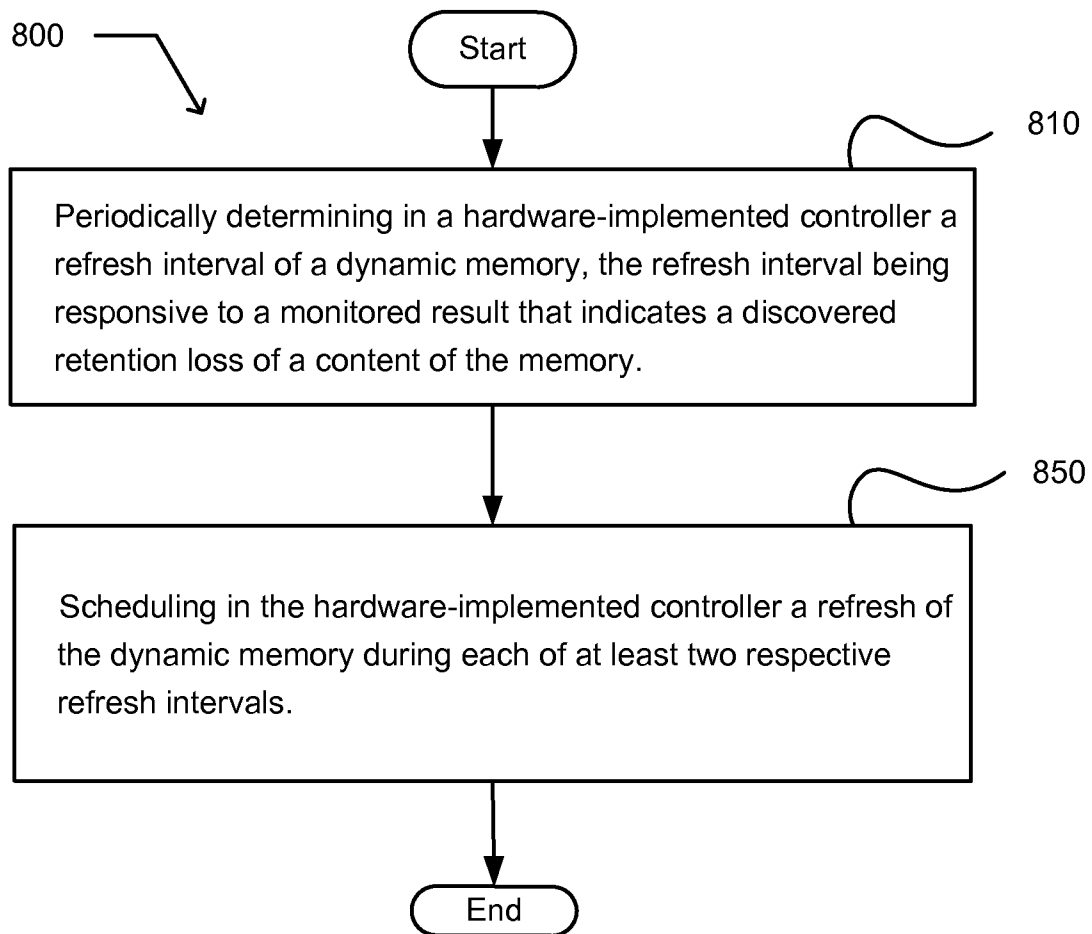 800
Start
810
Periodically determining in a hardware-implemented controller a
refresh interval of a dynamic memory, the refresh interval being
responsive to a monitored result that indicates a discovered
retention loss of a content of the memory.
850
Scheduling in the hardware-implemented controller a refresh of
the dynamic memory during each of at least two respective
refresh intervals.
End